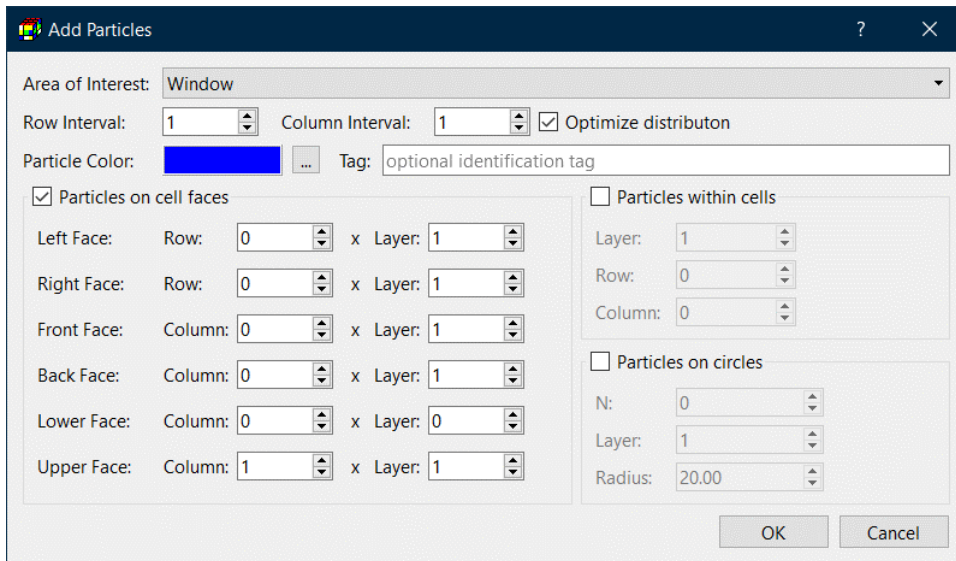 Add Particles ?
Area of Interest: Window
Row Interval: 1 Column Interval: 1 Optimize distributon
Particle Color: ... Tag: optional identification tag
Particles on cell faces
Left Face: Row: 0 x Layer: 1
Right Face: Row: 0 x Layer: 1
Front Face: Column: 0 x Layer: 1
Back Face: Column: 0 x Layer: 1
Lower Face: Column: 0 x Layer: 0
Upper Face: Column: 1 x Layer: 1
Particles within cells
Layer: 1
Row: 0
Column: 0
Particles on circles
N: 0
Layer: 1
Radius: 20.00
OK Cancel